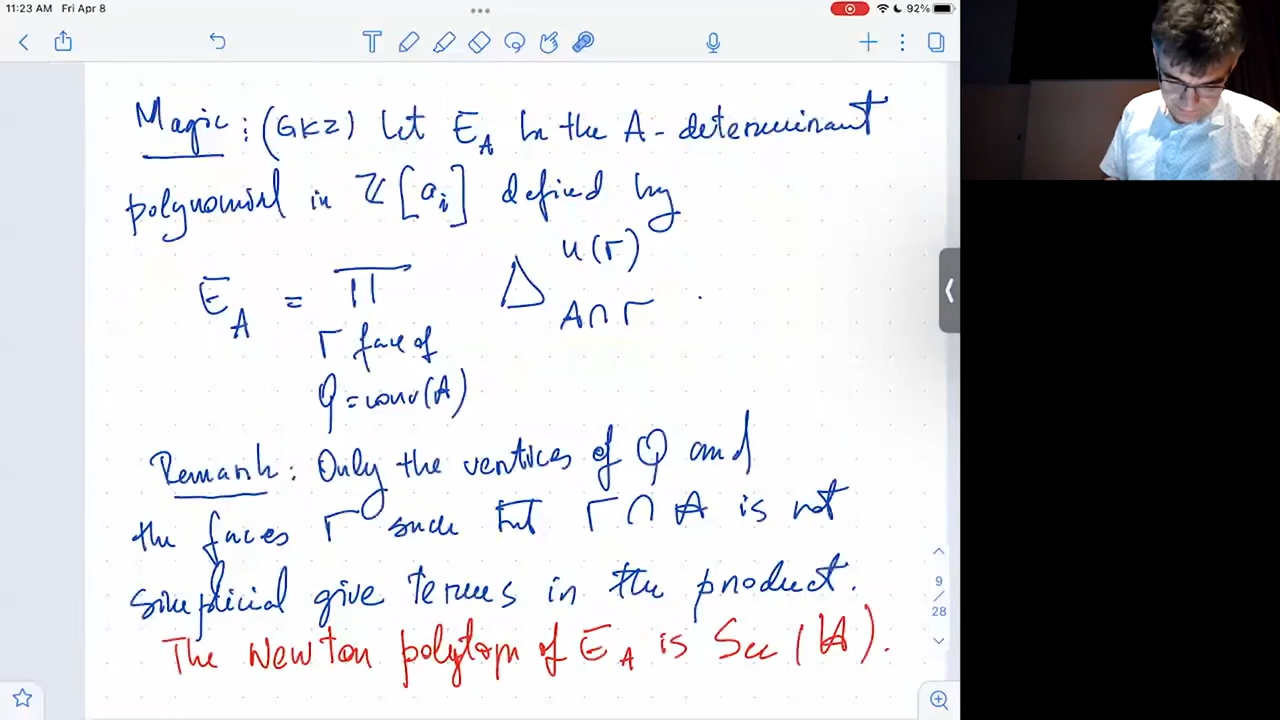 11:23 AM Fri Apr 8
92%
Magic : (GKZ) Let E_A be the A-determinant
polynomial in ℤ[a_i] defined by
E_A = ∏ Δ_{A∩Γ}^{u(Γ)}
Γ face of
Q = conv(A)
Remark : Only the vertices of Q and
the faces Γ such that Γ ∩ A is not
simplicial give terms in the product.
The Newton polytope of E_A is Sec(A).
9
/
28